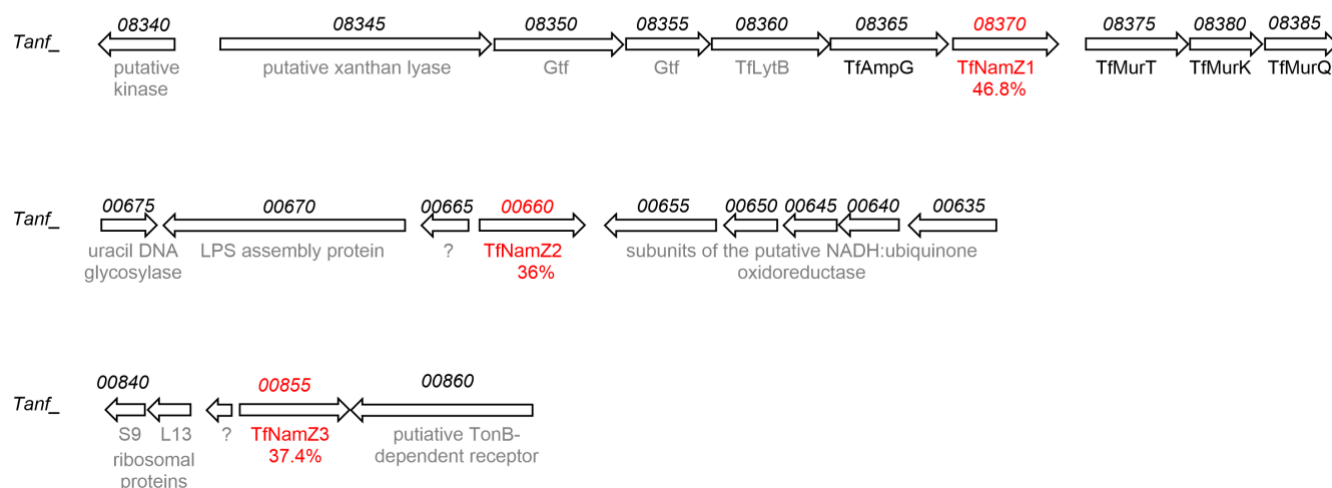 08340 08345 08350 08355 08360 08365 08370 08375 08380 08385
Tanf_
putative kinase putative xanthan lyase Gtf Gtf TfLytB TfAmpG TfNamZ1 TfMurT TfMurK TfMurQ
46.8%
00675 00670 00665 00660 00655 00650 00645 00640 00635
Tanf_
uracil DNA LPS assembly protein ? TfNamZ2 subunits of the putative NADH:ubiquinone
glycosylase 36% oxidoreductase
00840 00855 00860
Tanf_
S9 L13 ? TfNamZ3 putiative TonB-
ribosomal 37.4% dependent receptor
proteins